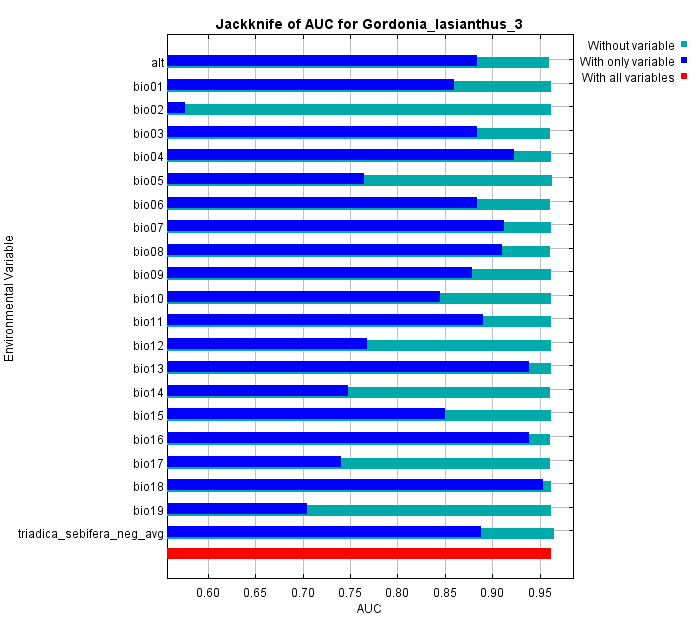 Jackknife of AUC for Gordonia_lasianthus_3
Without variable
With only variable
With all variables
Environmental Variable
alt
bio01
bio02
bio03
bio04
bio05
bio06
bio07
bio08
bio09
bio10
bio11
bio12
bio13
bio14
bio15
bio16
bio17
bio18
bio19
triadica_sebifera_neg_avg
0.60 0.65 0.70 0.75 0.80 0.85 0.90 0.95
AUC